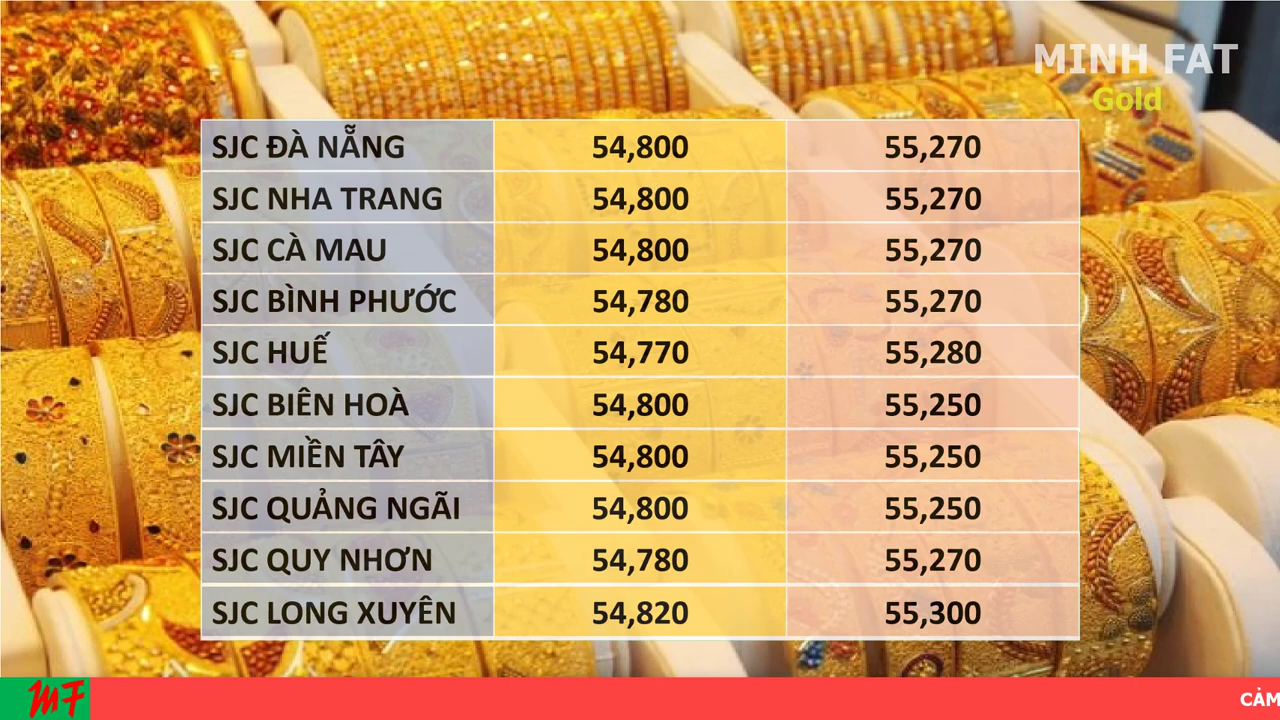 MINH FAT
Gold
SJC ĐÀ NẴNG 54,800 55,270
SJC NHA TRANG 54,800 55,270
SJC CÀ MAU 54,800 55,270
SJC BÌNH PHƯỚC 54,780 55,270
SJC HUẾ 54,770 55,280
SJC BIÊN HOÀ 54,800 55,250
SJC MIỀN TÂY 54,800 55,250
SJC QUẢNG NGÃI 54,800 55,250
SJC QUY NHƠN 54,780 55,270
SJC LONG XUYÊN 54,820 55,300
MF CẢM